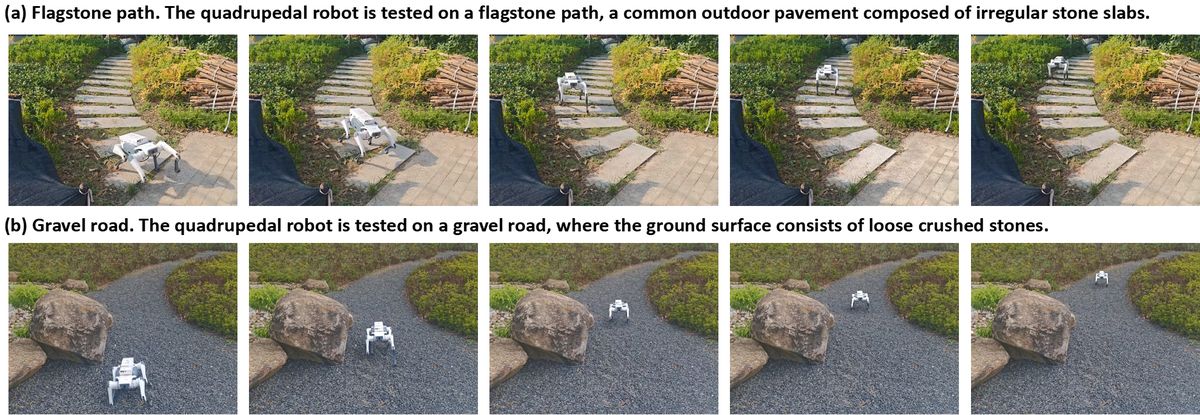 (a) Flagstone path. The quadrupedal robot is tested on a flagstone path, a common outdoor pavement composed of irregular stone slabs.
(b) Gravel road. The quadrupedal robot is tested on a gravel road, where the ground surface consists of loose crushed stones.